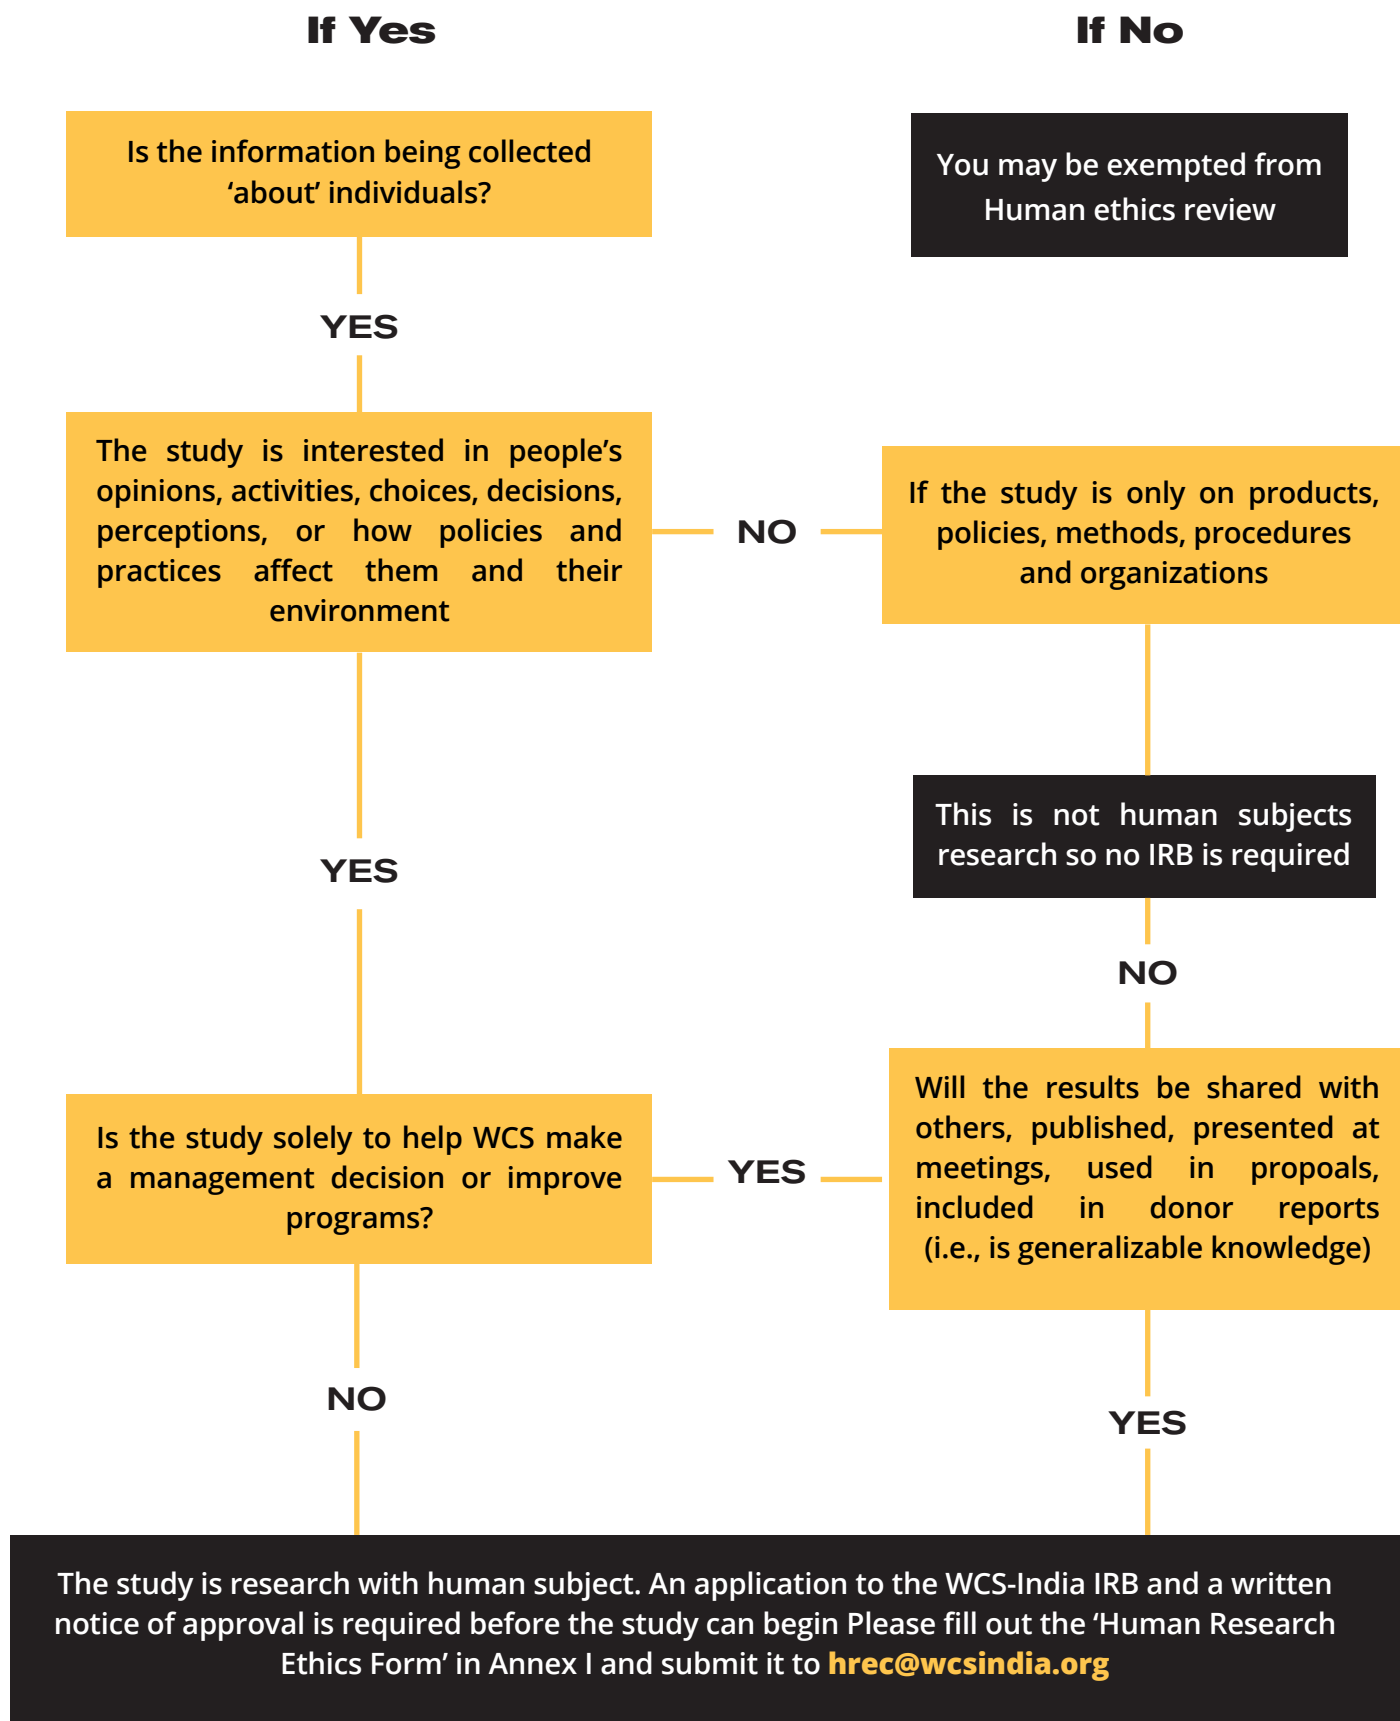 If Yes
If No
Is the information being collected
‘about’ individuals?
You may be exempted from
Human ethics review
YES
The study is interested in people’s
opinions, activities, choices, decisions,
perceptions, or how policies and
practices affect them and their
environment
NO
If the study is only on products,
policies, methods, procedures
and organizations
YES
This is not human subjects
research so no IRB is required
NO
Is the study solely to help WCS make
a management decision or improve
programs?
YES
Will the results be shared with
others, published, presented at
meetings, used in propoals,
included in donor reports
(i.e., is generalizable knowledge)
NO
YES
The study is research with human subject. An application to the WCS-India IRB and a written
notice of approval is required before the study can begin Please fill out the ‘Human Research
Ethics Form’ in Annex I and submit it to hrec@wcsindia.org